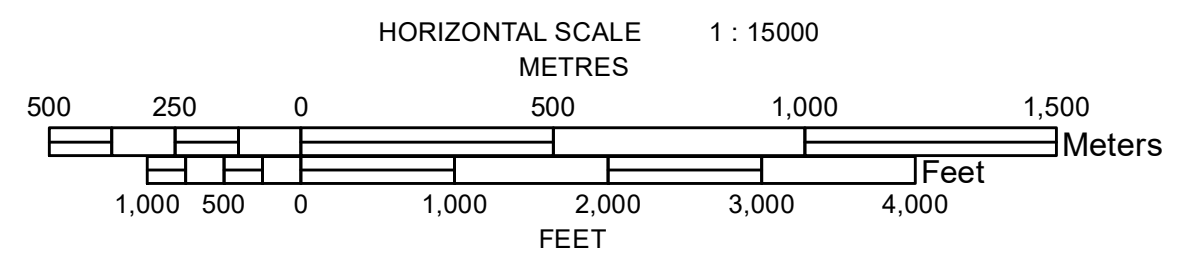 HORIZONTAL SCALE 1 : 15000
METRES
500 250 0 500 1,000 1,500
Meters
Feet
1,000 500 0 1,000 2,000 3,000 4,000
FEET